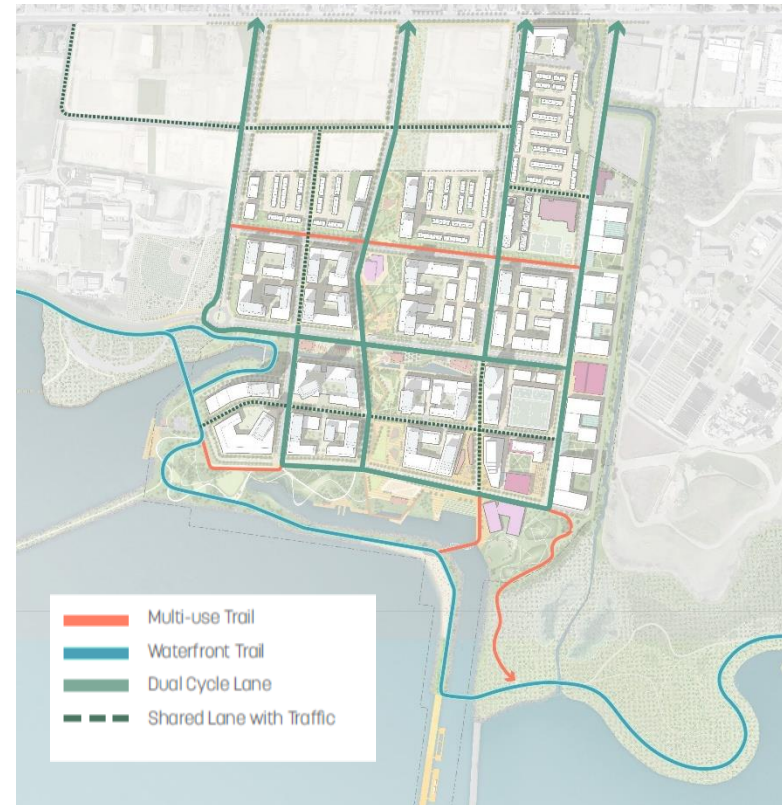 Multi-use Trail
Waterfront Trail
Dual Cycle Lane
Shared Lane with Traffic